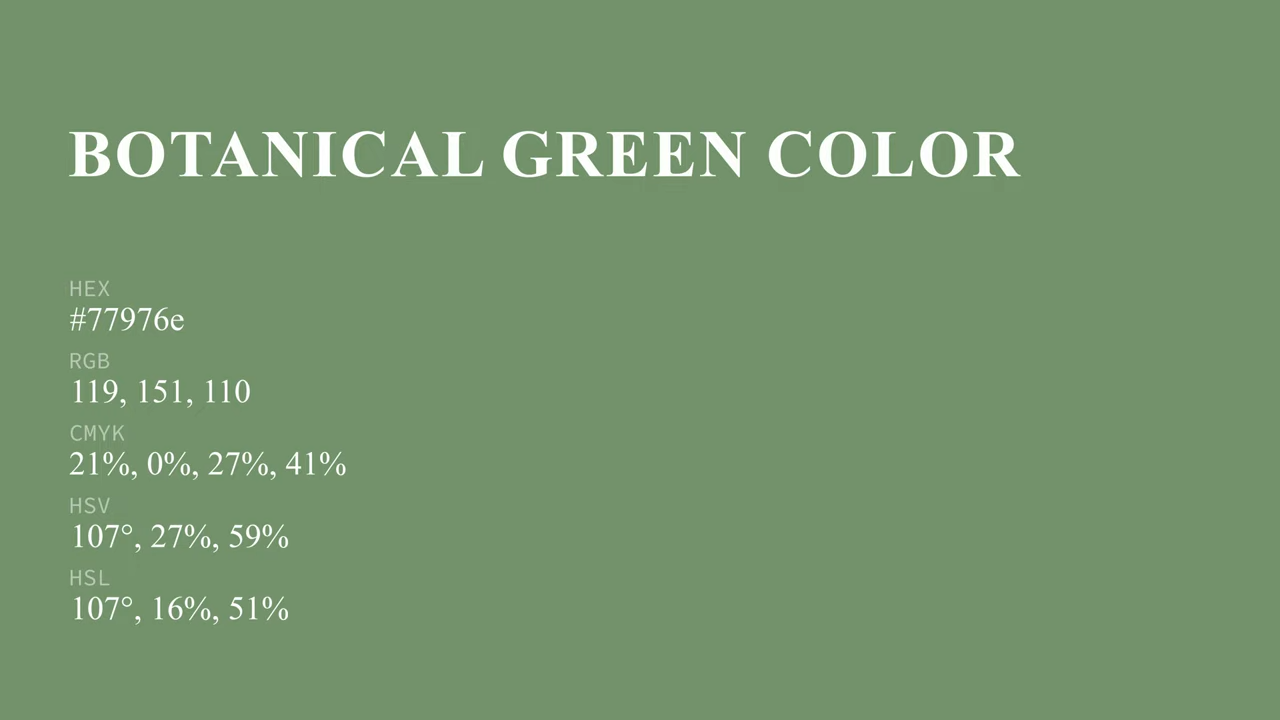 BOTANICAL GREEN COLOR
HEX
#77976e
RGB
119, 151, 110
CMYK
21%, 0%, 27%, 41%
HSV
107°, 27%, 59%
HSL
107°, 16%, 51%